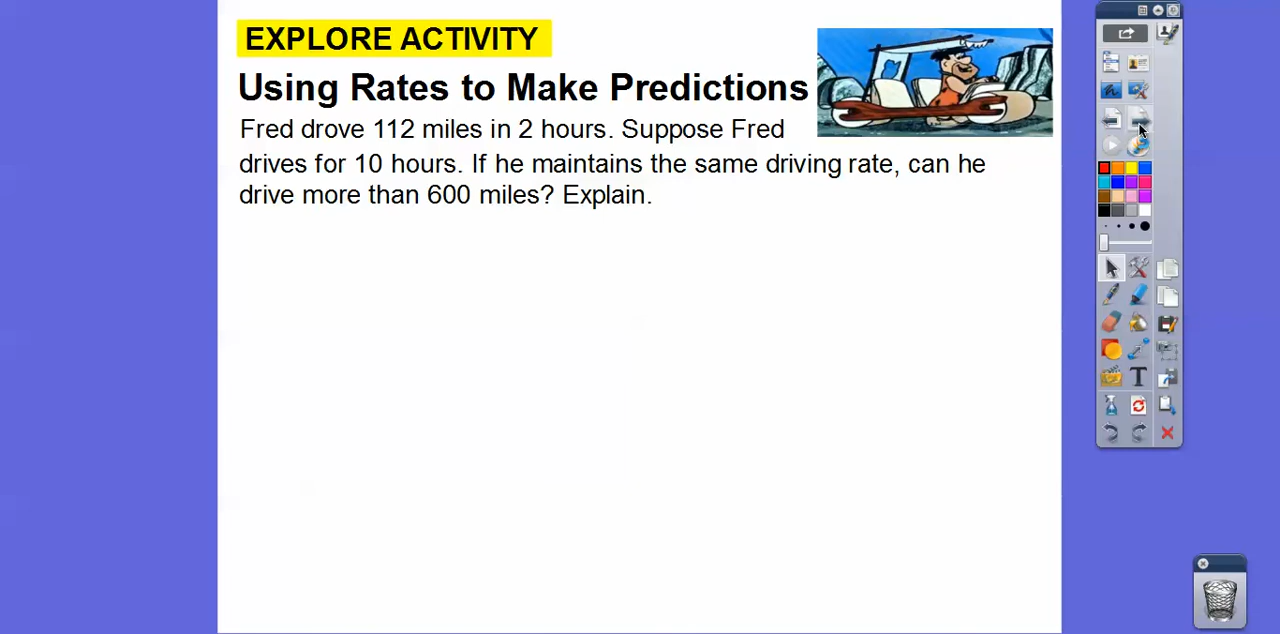 EXPLORE ACTIVITY
Using Rates to Make Predictions
Fred drove 112 miles in 2 hours. Suppose Fred
drives for 10 hours. If he maintains the same driving rate, can he
drive more than 600 miles? Explain.